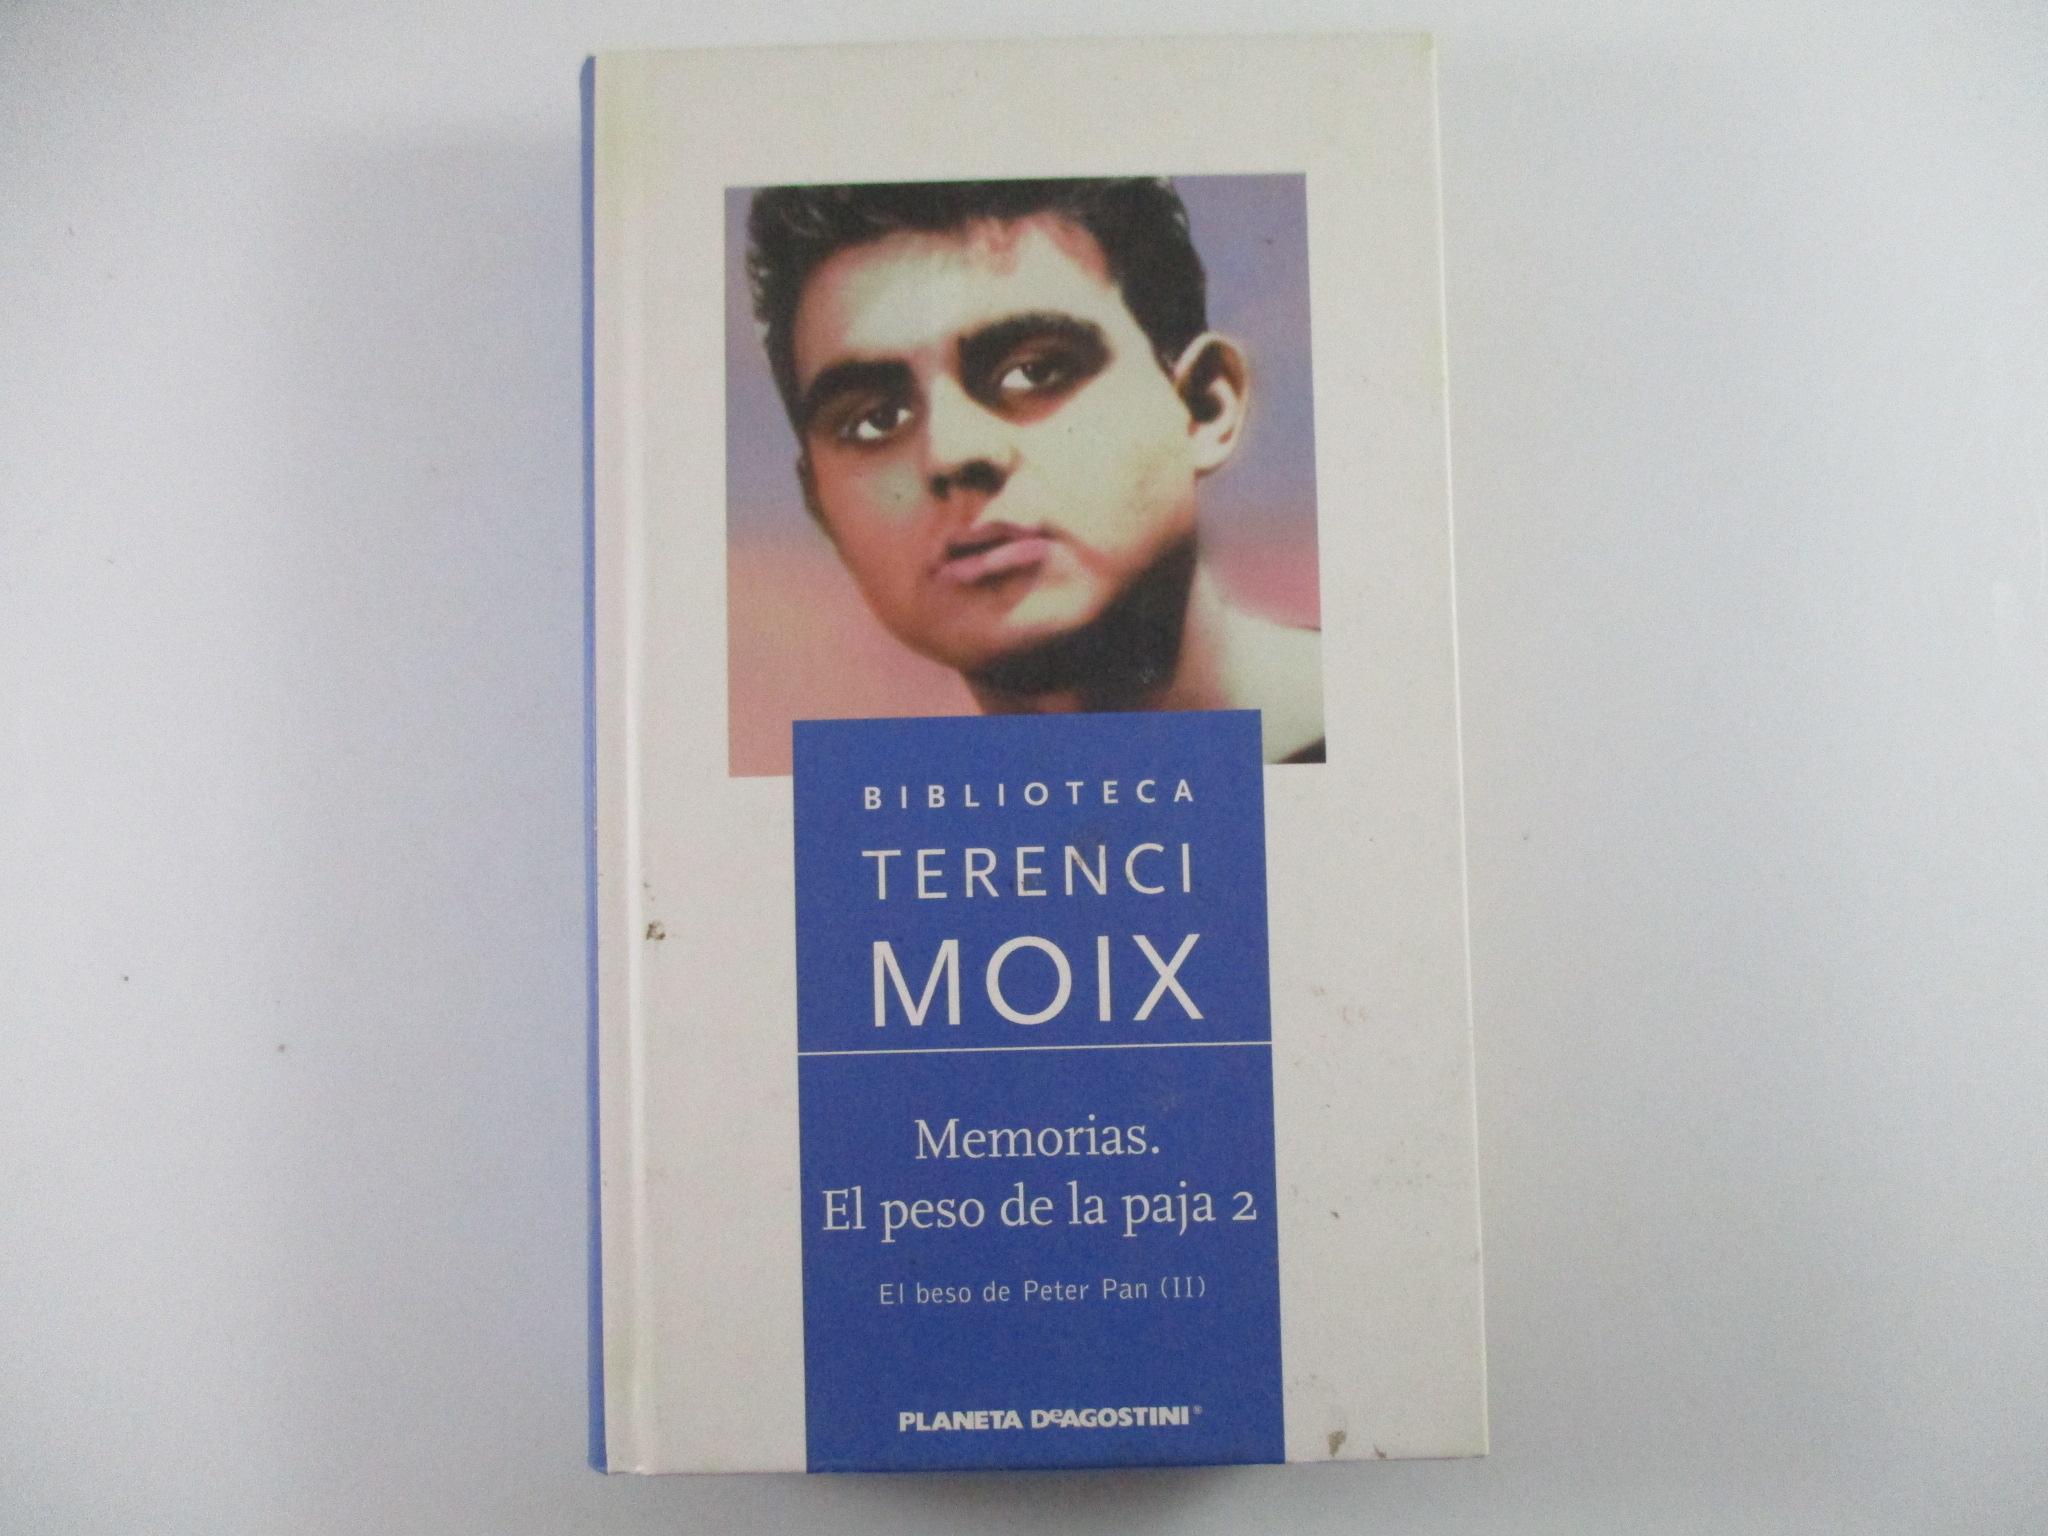 BIBLIOTECA
TERENCI
MOIX
Memorias.
El peso de la paja 2
El beso de Peter Pan (II)
PLANETA DeAGOSTINI®